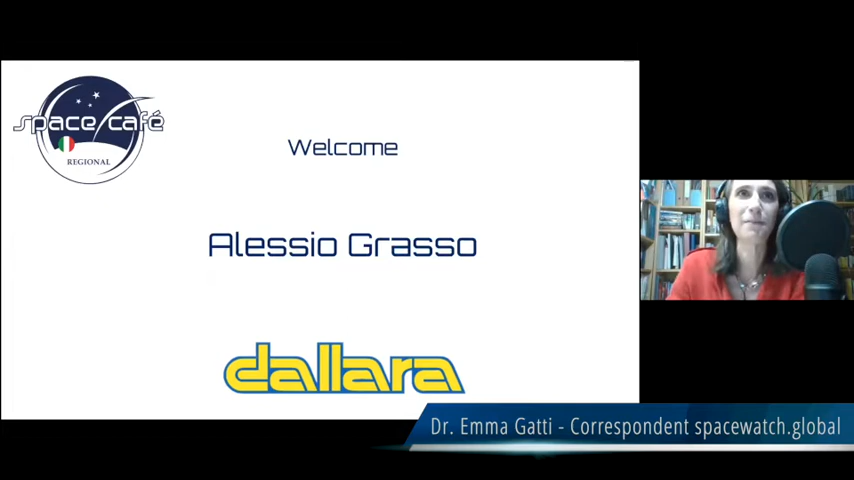 space café
REGIONAL
Welcome
Alessio Grasso
dallara
Dr. Emma Gatti - Correspondent spacewatch.global